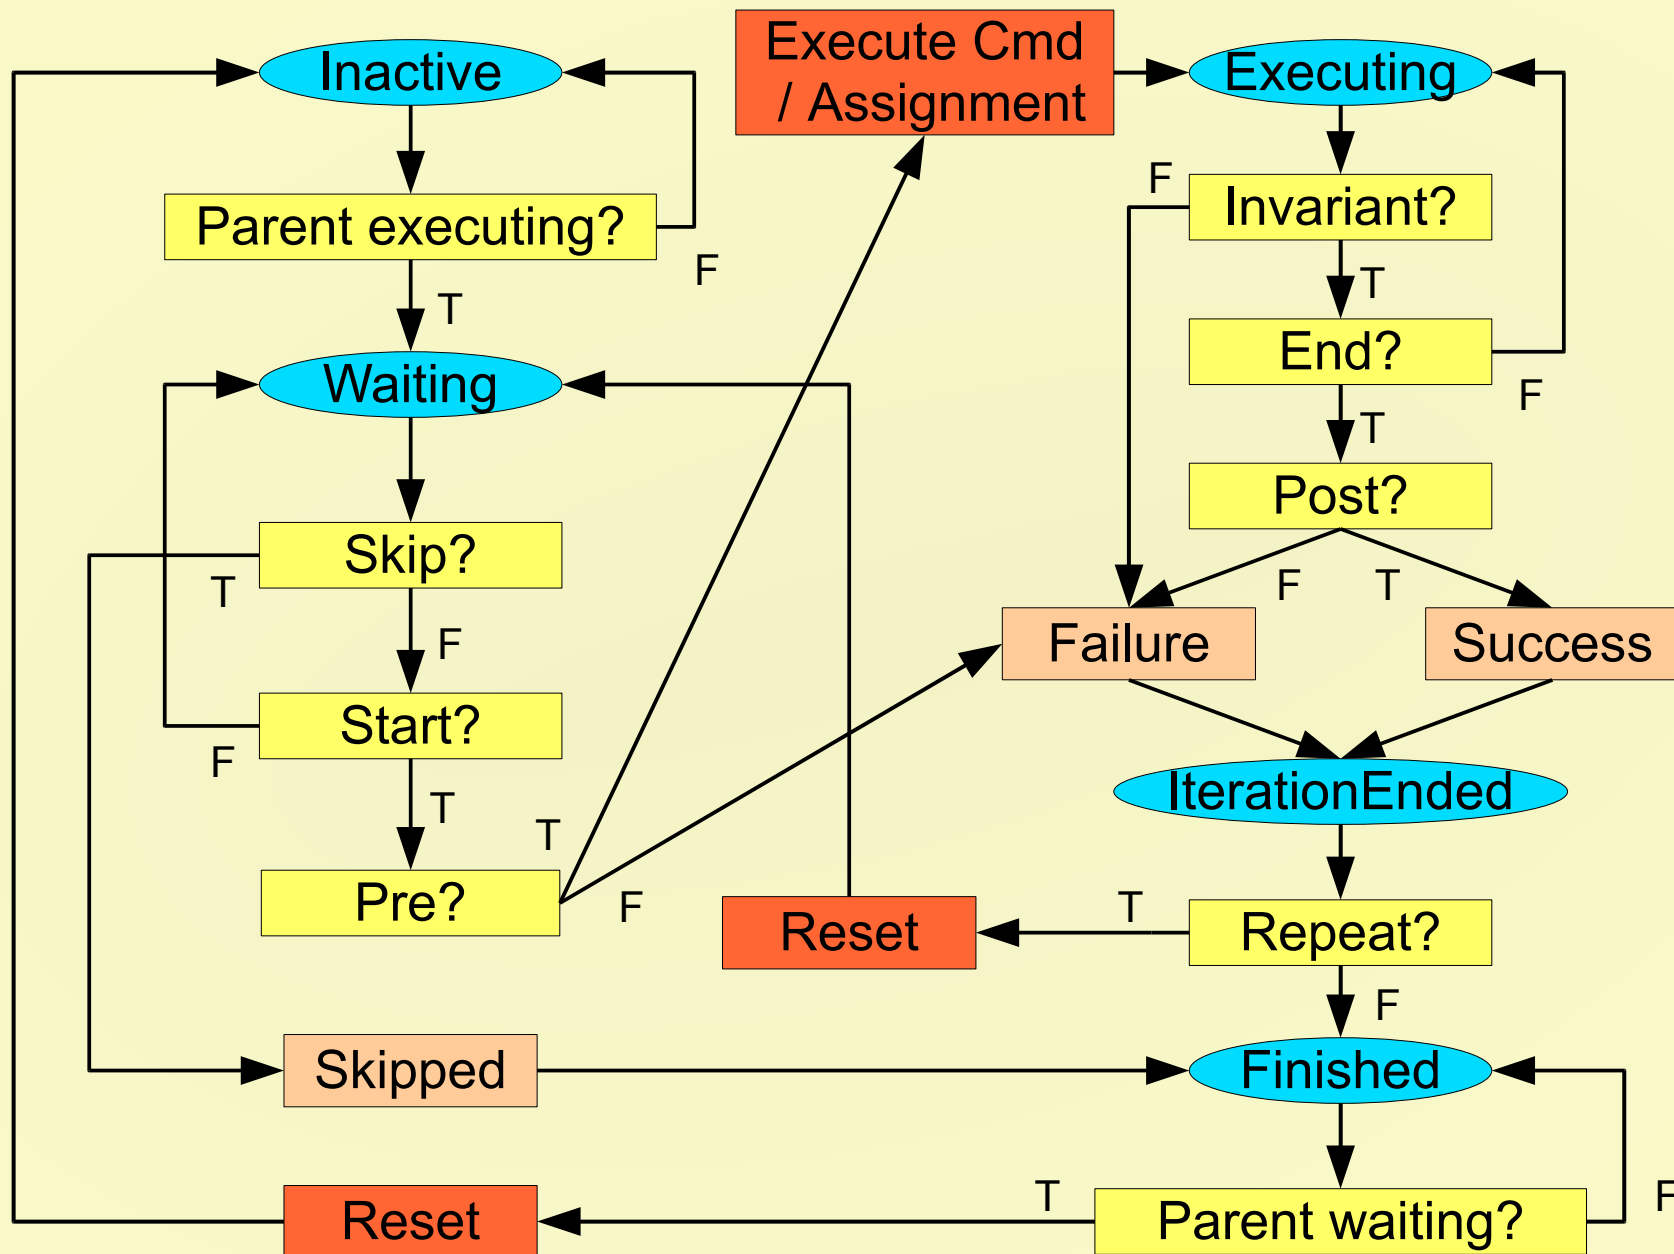 Inactive
Execute Cmd
/ Assignment
Executing
Parent executing?
F
T
F
Invariant?
T
End?
F
T
Post?
F
T
Waiting
Skip?
T
F
Start?
F
T
Pre?
T
F
Failure
Success
IterationEnded
Reset
T
Repeat?
F
Skipped
Finished
Reset
T
Parent waiting?
F